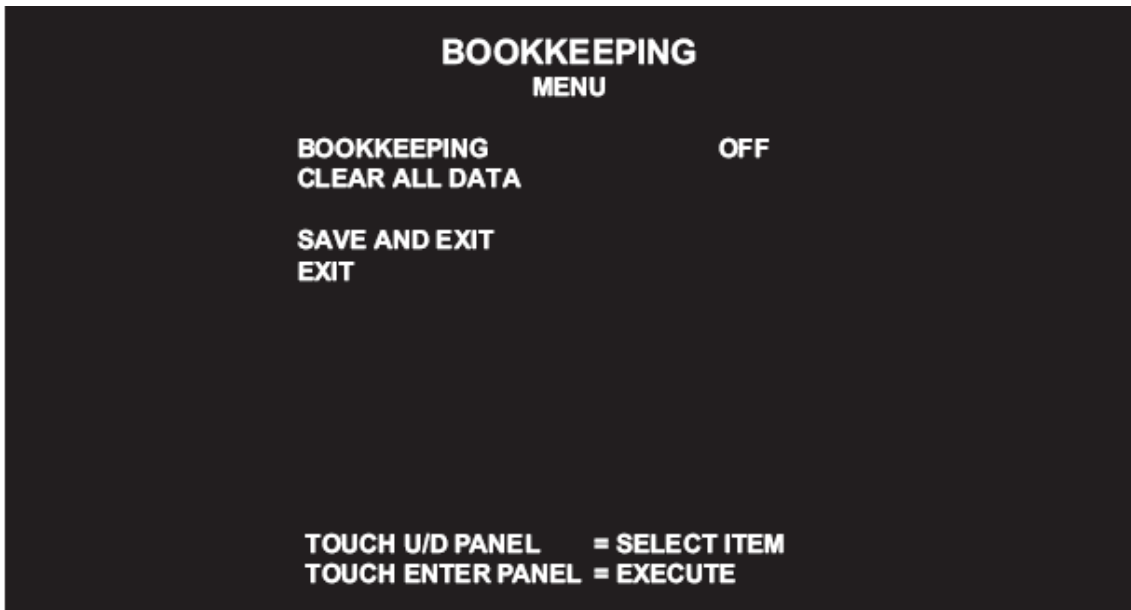 BOOKKEEPING
MENU
BOOKKEEPING OFF
CLEAR ALL DATA
SAVE AND EXIT
EXIT
TOUCH U/D PANEL = SELECT ITEM
TOUCH ENTER PANEL = EXECUTE